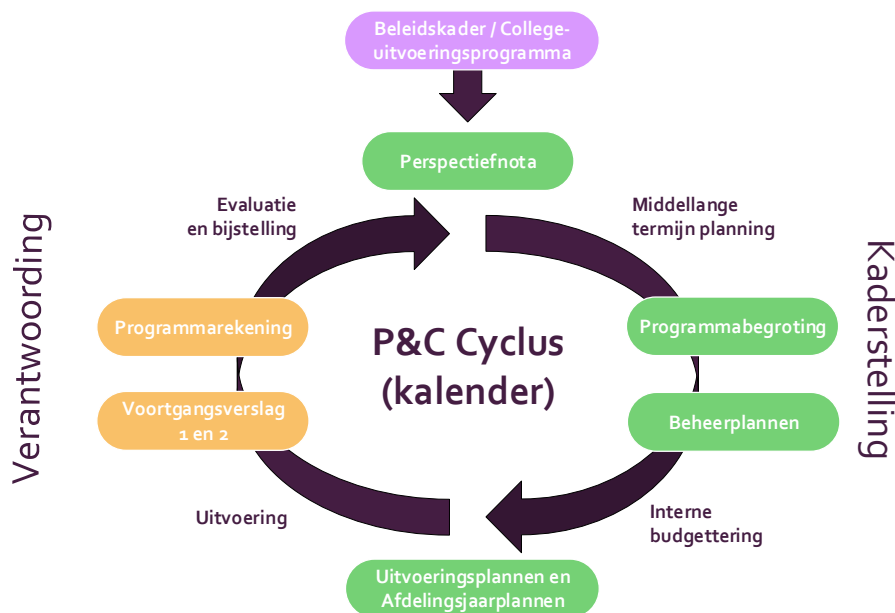 Beleidskader / College-
uitvoeringsprogramma
Perspectiefnota
Evaluatie
en bijstelling
Middellange
termijn planning
Verantwoording
Kaderstelling
Programmarekening
P&C Cyclus
(kalender)
Programmabegroting
Voortgangsverslag
1 en 2
Beheerplannen
Uitvoering
Interne
budgettering
Uitvoeringsplannen en
Afdelingsjaarplannen